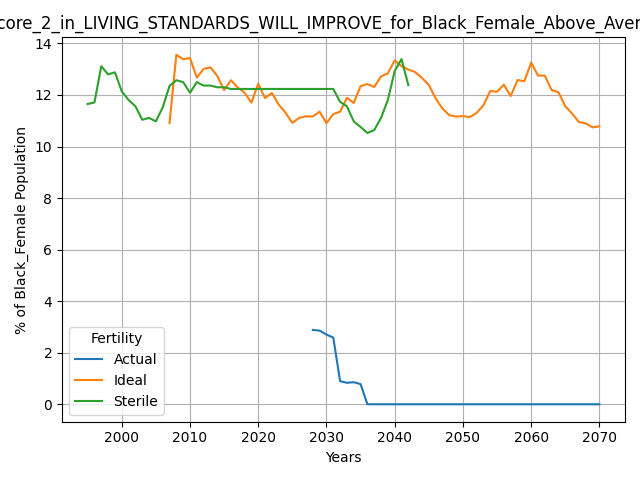 core_2_in_LIVING_STANDARDS_WILL_IMPROVE_for_Black_Female_Above_Aver
14
12
10
8
6
4
2
0
% of Black_Female Population
Fertility
Actual
Ideal
Sterile
2000 2010 2020 2030 2040 2050 2060 2070
Years